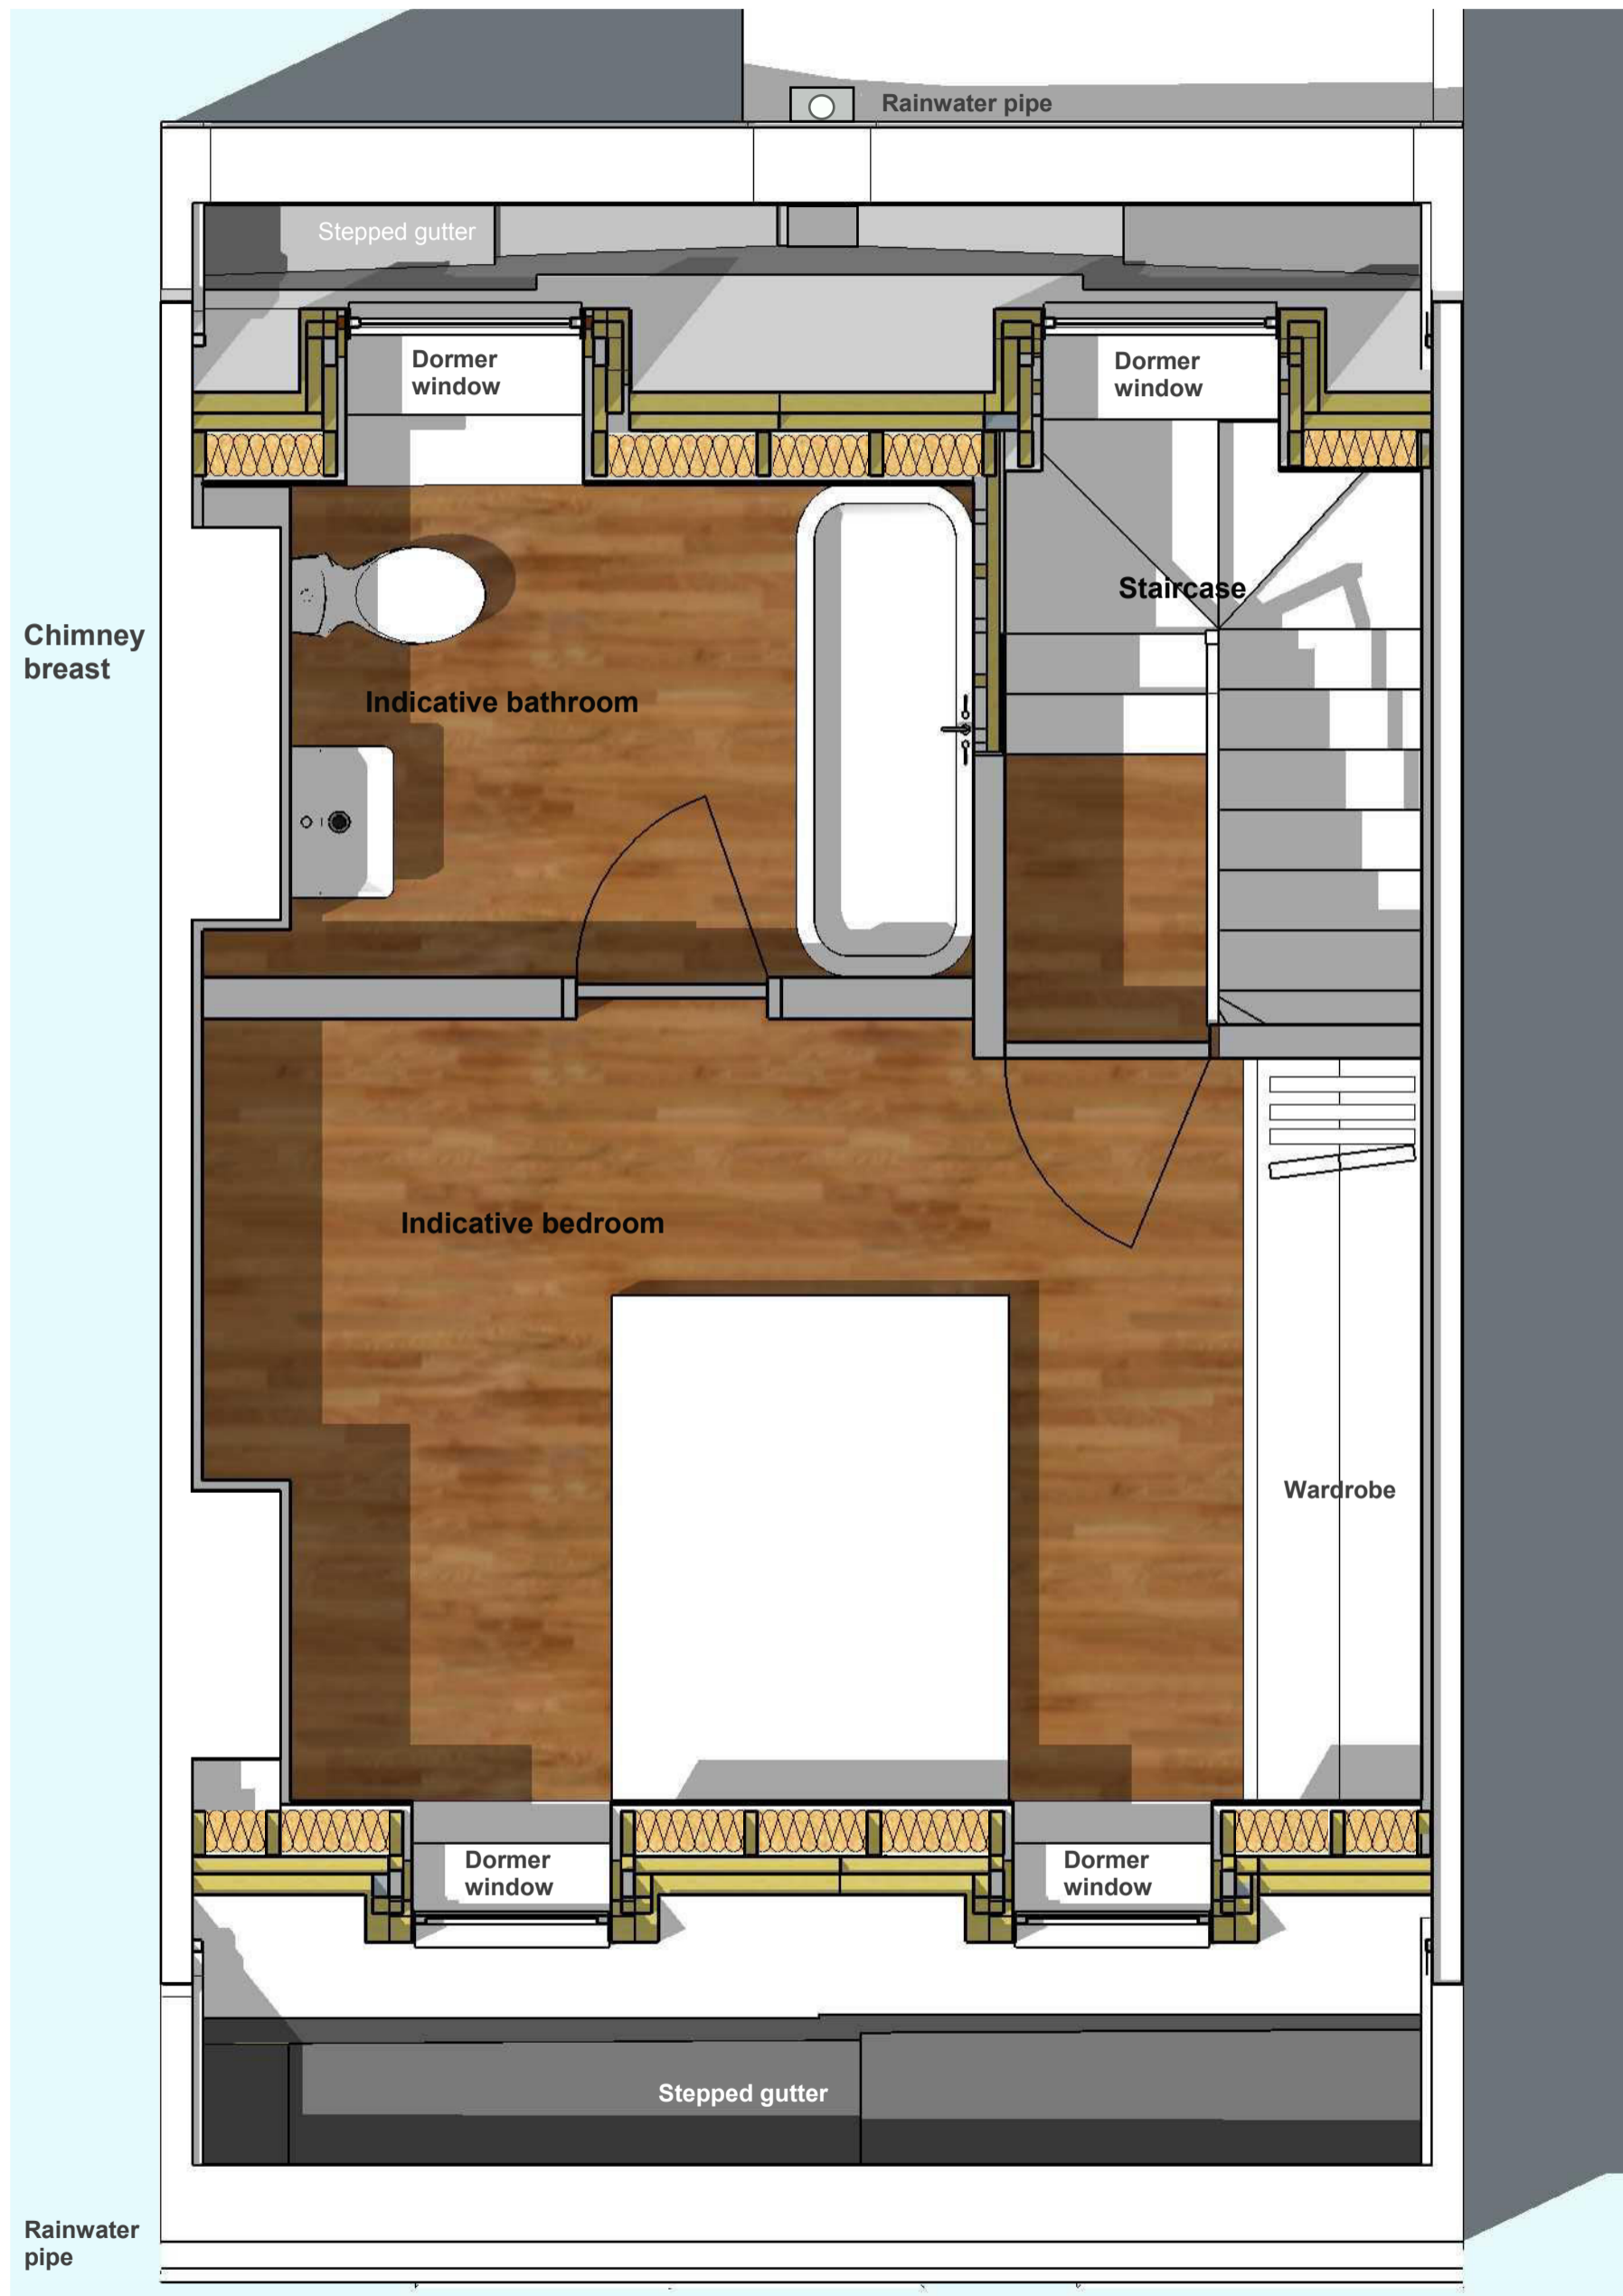 Rainwater pipe
Stepped gutter
Dormer
window
Dormer
window
Staircase
Chimney
breast
Indicative bathroom
Indicative bedroom
Wardrobe
Dormer
window
Dormer
window
Stepped gutter
Rainwater
pipe